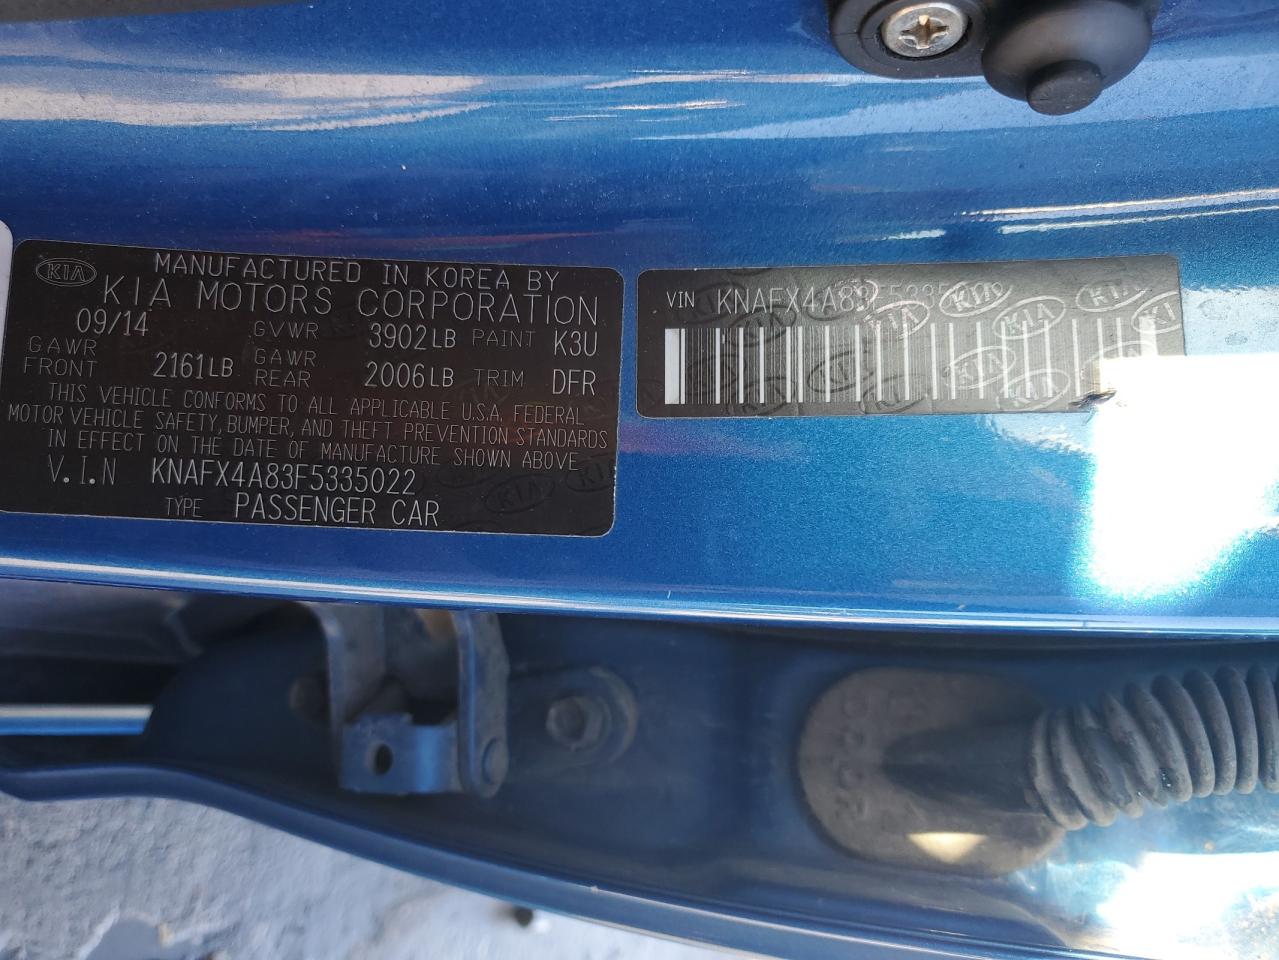 KIA
MANUFACTURED IN KOREA BY
KIA MOTORS CORPORATION
09/14 GVWR 3902LB PAINT K3U
GAWR FRONT 2161LB GAWR REAR 2006LB TRIM DFR
THIS VEHICLE CONFORMS TO ALL APPLICABLE U.S.A. FEDERAL
MOTOR VEHICLE SAFETY, BUMPER, AND THEFT PREVENTION STANDARDS
IN EFFECT ON THE DATE OF MANUFACTURE SHOWN ABOVE
V.I.N KNAFX4A83F5335022
TYPE PASSENGER CAR
VIN